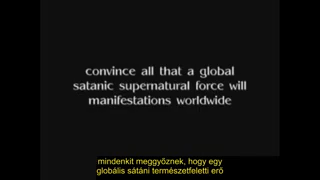 convince all that a global
satanic supernatural force will
manifestations worldwide
mindenkit meggyőznek, hogy egy
globális sátáni természetfeletti erő